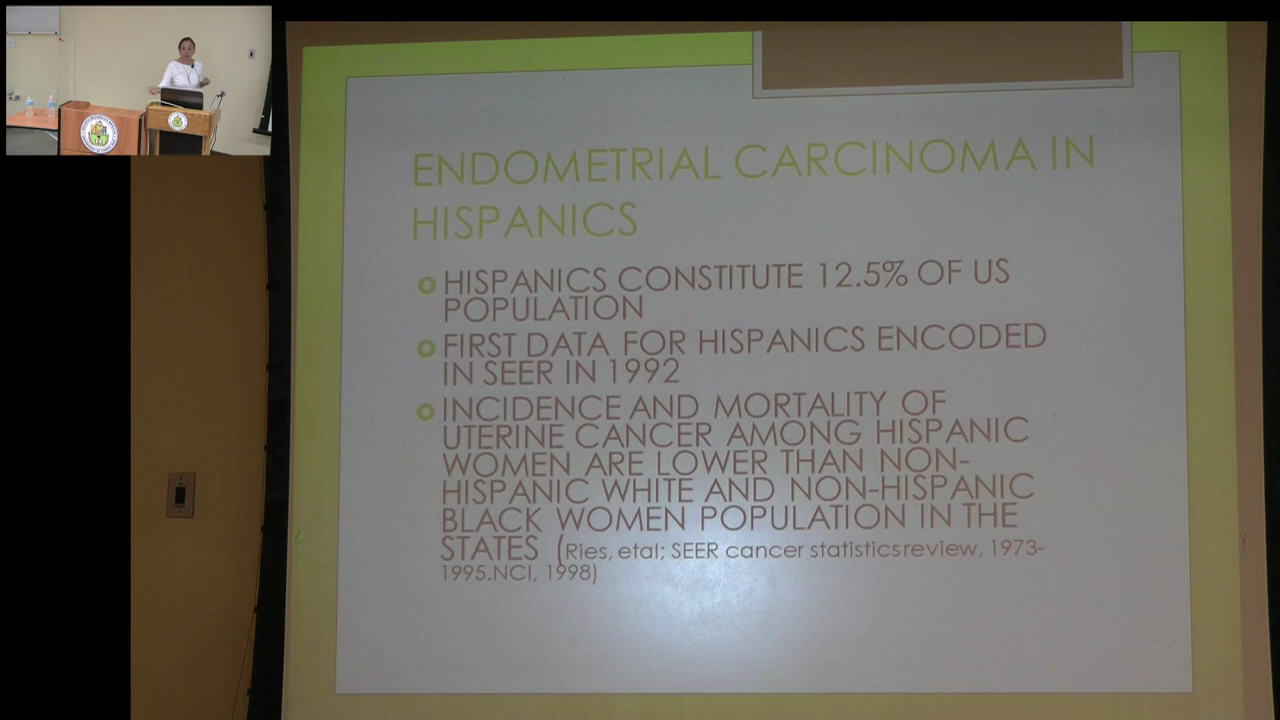 ENDOMETRIAL CARCINOMA IN
HISPANICS
HISPANICS CONSTITUTE 12.5% OF US
POPULATION
FIRST DATA FOR HISPANICS ENCODED
IN SEER IN 1992
INCIDENCE AND MORTALITY OF
UTERINE CANCER AMONG HISPANIC
WOMEN ARE LOWER THAN NON-
HISPANIC WHITE AND NON-HISPANIC
BLACK WOMEN POPULATION IN THE
STATES (Ries, etal; SEER cancer statistics review, 1973-
1995.NCI, 1998)